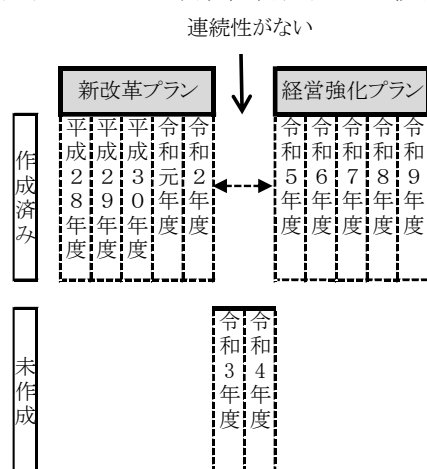 連続性がない
新改革プラン
経営強化プラン
作成済み
平成28年度
平成29年度
平成30年度
令和元年度
令和2年度
令和5年度
令和6年度
令和7年度
令和8年度
令和9年度
未作成
令和3年度
令和4年度